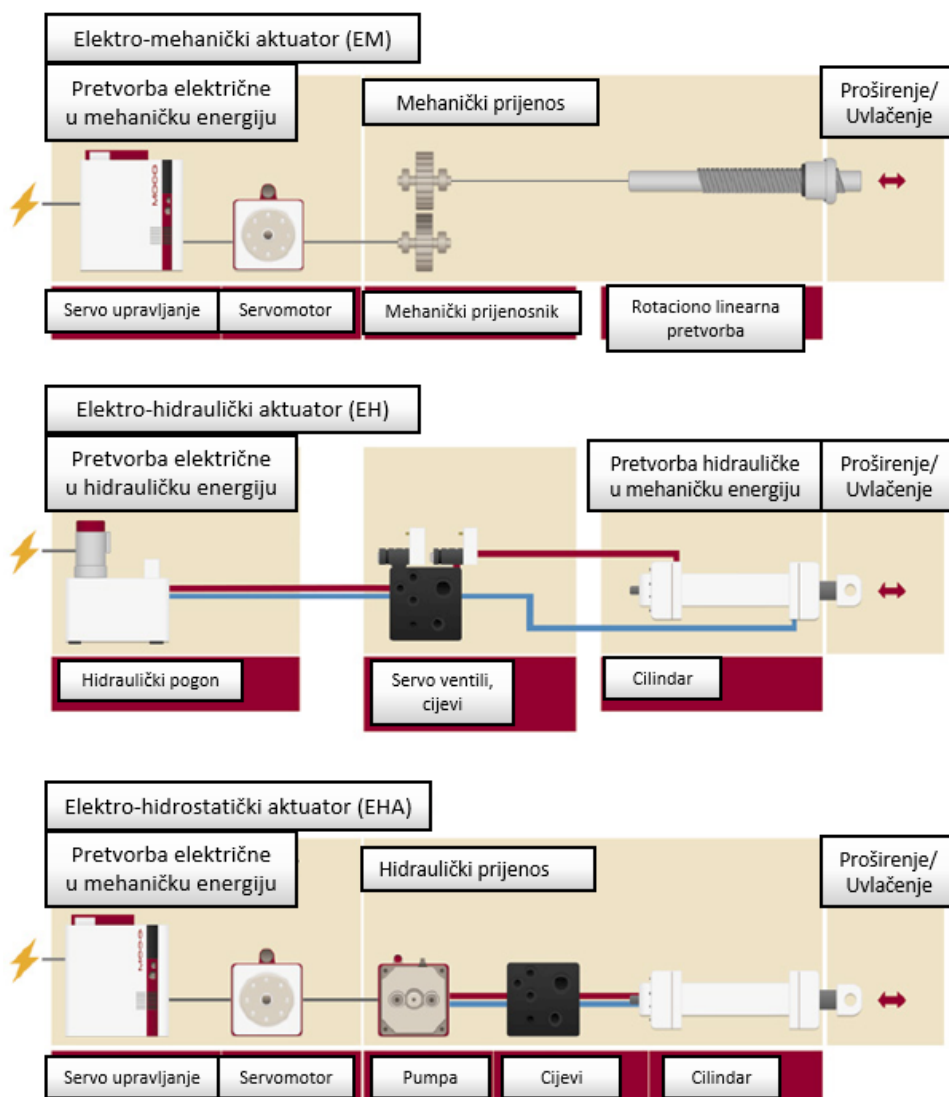 Elektro-mehanički aktuator (EM)
Pretvorba električne
u mehaničku energiju
Mehanički prijenos
Proširenje/
Uvlačenje
MOOG
Servo upravljanje
Servomotor
Mehanički prijenosnik
Rotaciono linearna
pretvorba
Elektro-hidraulički aktuator (EH)
Pretvorba električne
u hidrauličku energiju
Pretvorba hidrauličke
u mehaničku energiju
Proširenje/
Uvlačenje
Hidraulički pogon
Servo ventili,
cijevi
Cilindar
Elektro-hidrostatički aktuator (EHA)
Pretvorba električne
u mehaničku energiju
Hidraulički prijenos
Proširenje/
Uvlačenje
MOOG
Servo upravljanje
Servomotor
Pumpa
Cijevi
Cilindar